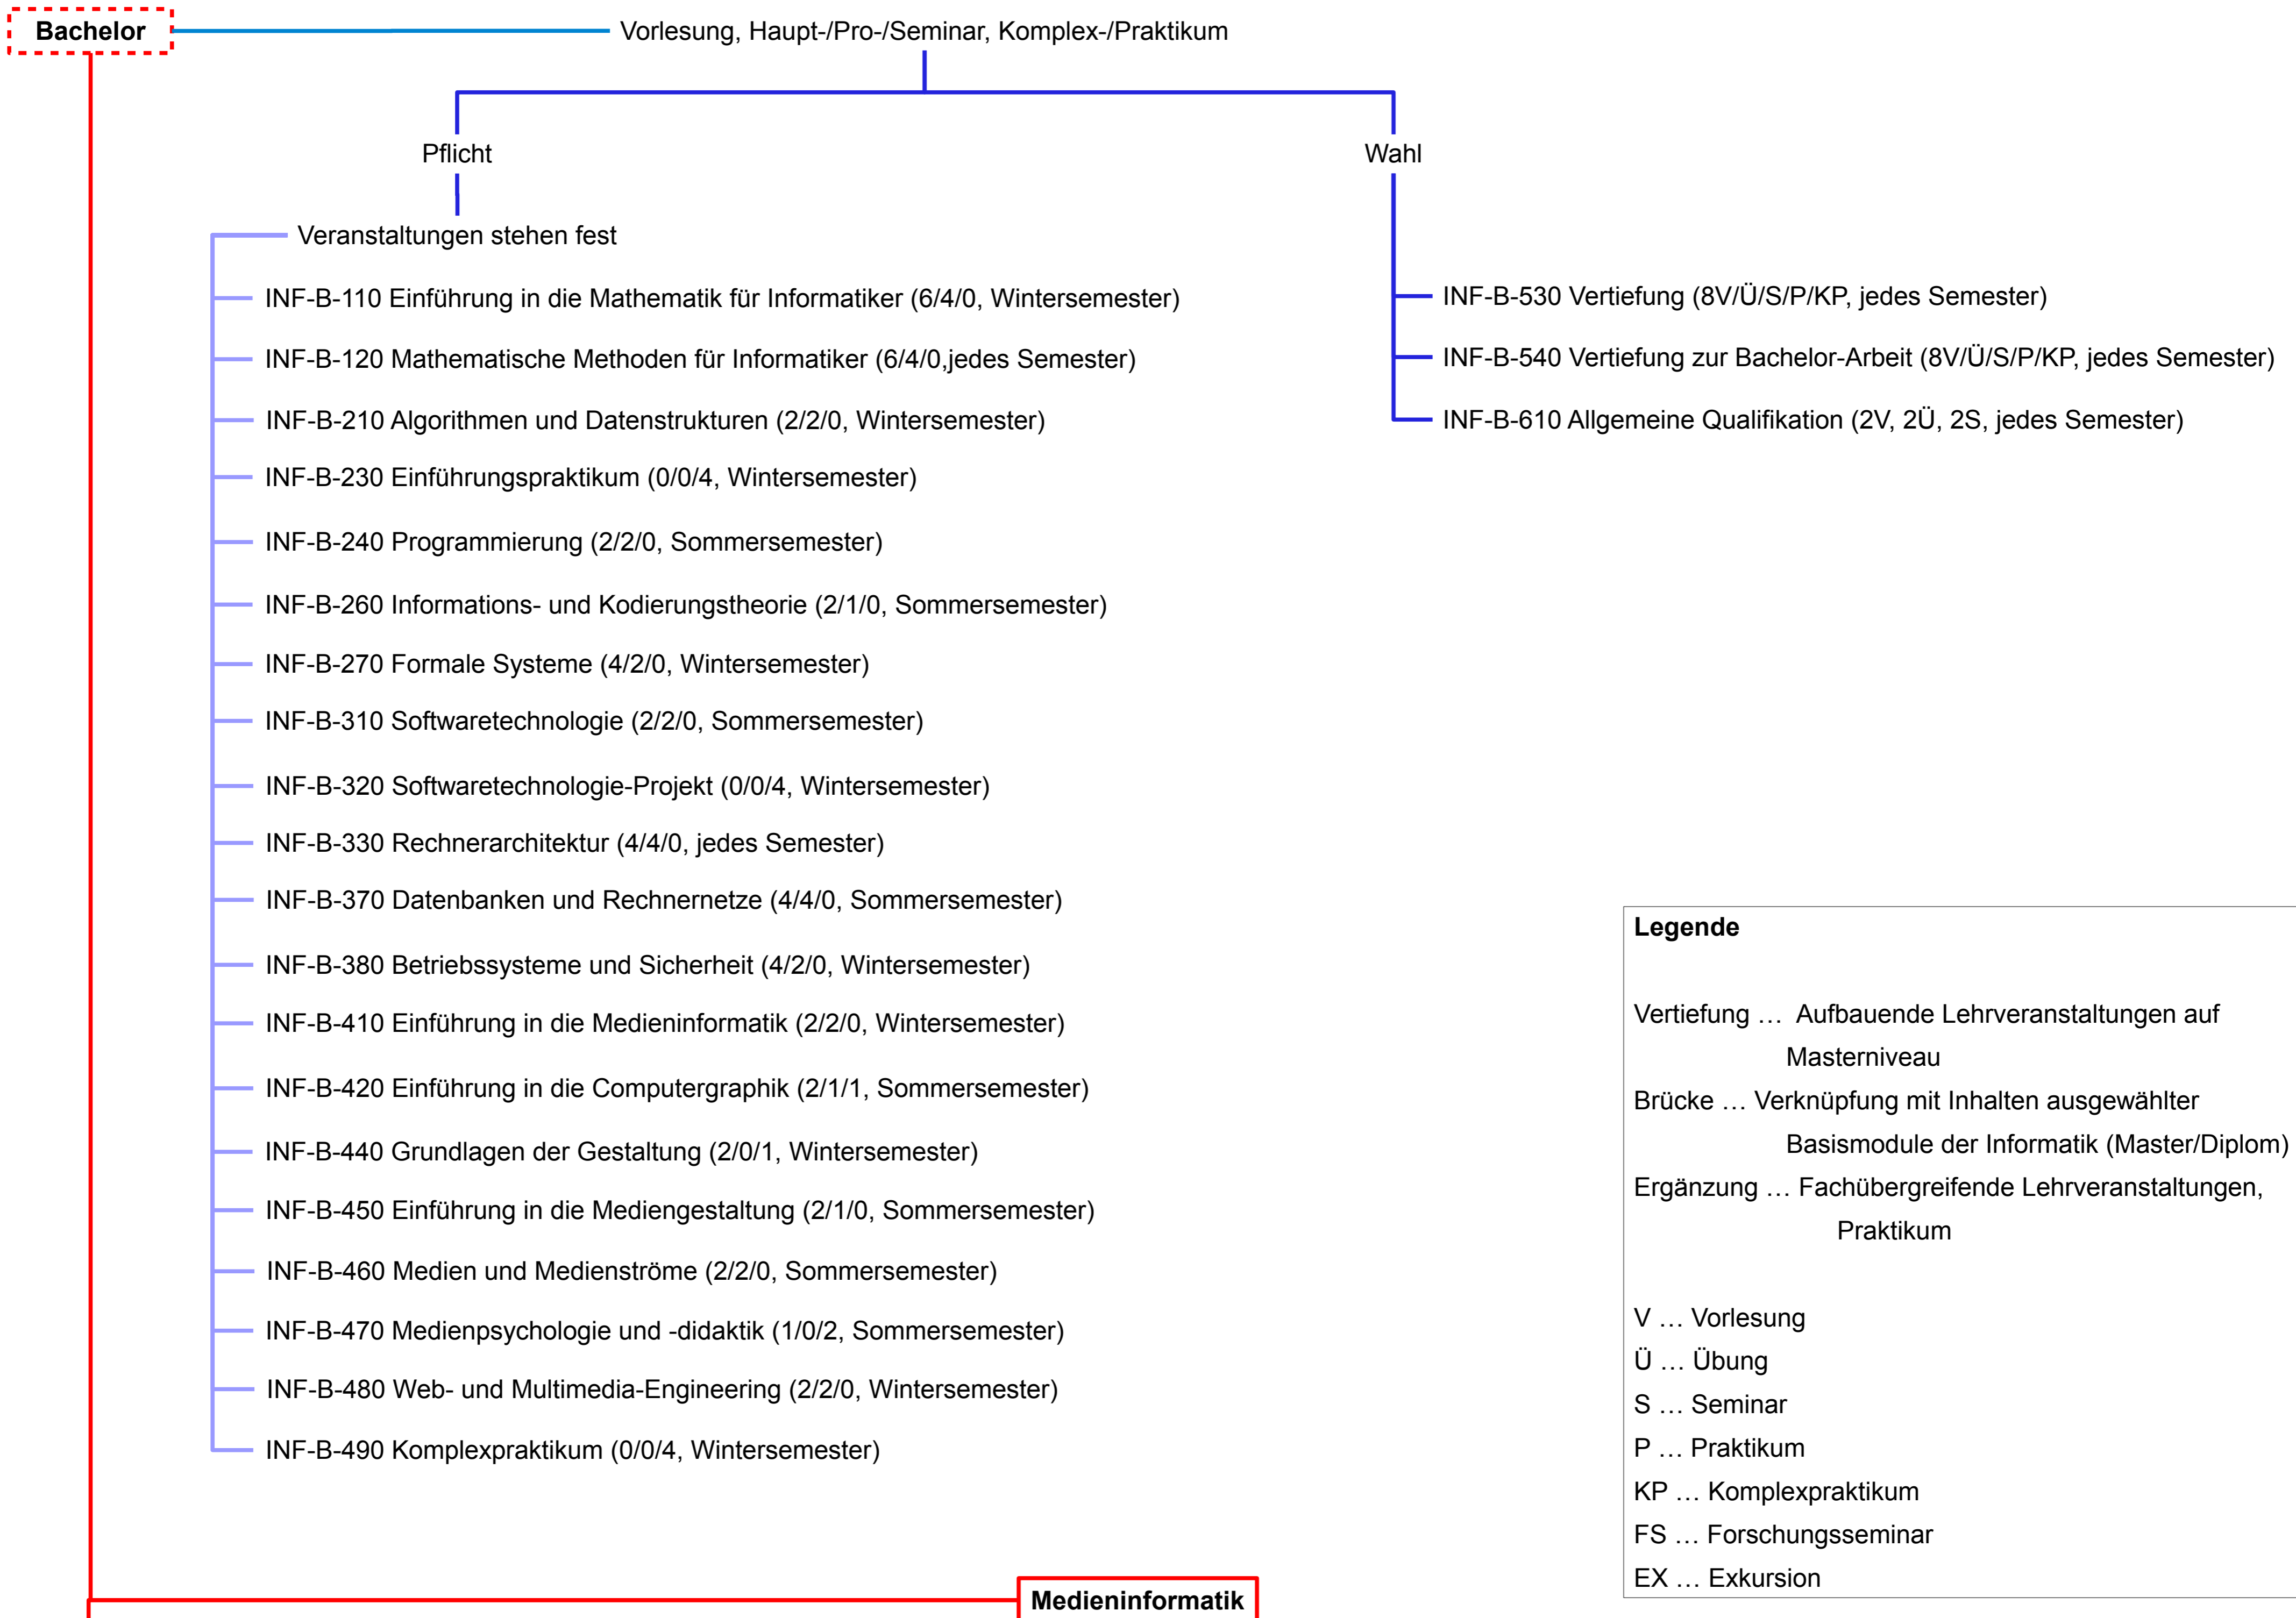 Bachelor
Vorlesung, Haupt-/Pro-/Seminar, Komplex-/Praktikum
Pflicht
Wahl
Veranstaltungen stehen fest
INF-B-110 Einführung in die Mathematik für Informatiker (6/4/0, Wintersemester)
INF-B-120 Mathematische Methoden für Informatiker (6/4/0,jedes Semester)
INF-B-210 Algorithmen und Datenstrukturen (2/2/0, Wintersemester)
INF-B-230 Einführungspraktikum (0/0/4, Wintersemester)
INF-B-240 Programmierung (2/2/0, Sommersemester)
INF-B-260 Informations- und Kodierungstheorie (2/1/0, Sommersemester)
INF-B-270 Formale Systeme (4/2/0, Wintersemester)
INF-B-310 Softwaretechnologie (2/2/0, Sommersemester)
INF-B-320 Softwaretechnologie-Projekt (0/0/4, Wintersemester)
INF-B-330 Rechnerarchitektur (4/4/0, jedes Semester)
INF-B-370 Datenbanken und Rechnernetze (4/4/0, Sommersemester)
INF-B-380 Betriebssysteme und Sicherheit (4/2/0, Wintersemester)
INF-B-410 Einführung in die Medieninformatik (2/2/0, Wintersemester)
INF-B-420 Einführung in die Computergraphik (2/1/1, Sommersemester)
INF-B-440 Grundlagen der Gestaltung (2/0/1, Wintersemester)
INF-B-450 Einführung in die Mediengestaltung (2/1/0, Sommersemester)
INF-B-460 Medien und Medienströme (2/2/0, Sommersemester)
INF-B-470 Medienpsychologie und -didaktik (1/0/2, Sommersemester)
INF-B-480 Web- und Multimedia-Engineering (2/2/0, Wintersemester)
INF-B-490 Komplexpraktikum (0/0/4, Wintersemester)
INF-B-530 Vertiefung (8V/Ü/S/P/KP, jedes Semester)
INF-B-540 Vertiefung zur Bachelor-Arbeit (8V/Ü/S/P/KP, jedes Semester)
INF-B-610 Allgemeine Qualifikation (2V, 2Ü, 2S, jedes Semester)
Legende
Vertiefung … Aufbauende Lehrveranstaltungen auf
Masterniveau
Brücke … Verknüpfung mit Inhalten ausgewählter
Basismodule der Informatik (Master/Diplom)
Ergänzung … Fachübergreifende Lehrveranstaltungen,
Praktikum
V … Vorlesung
Ü … Übung
S … Seminar
P … Praktikum
KP … Komplexpraktikum
FS … Forschungsseminar
EX … Exkursion
Medieninformatik